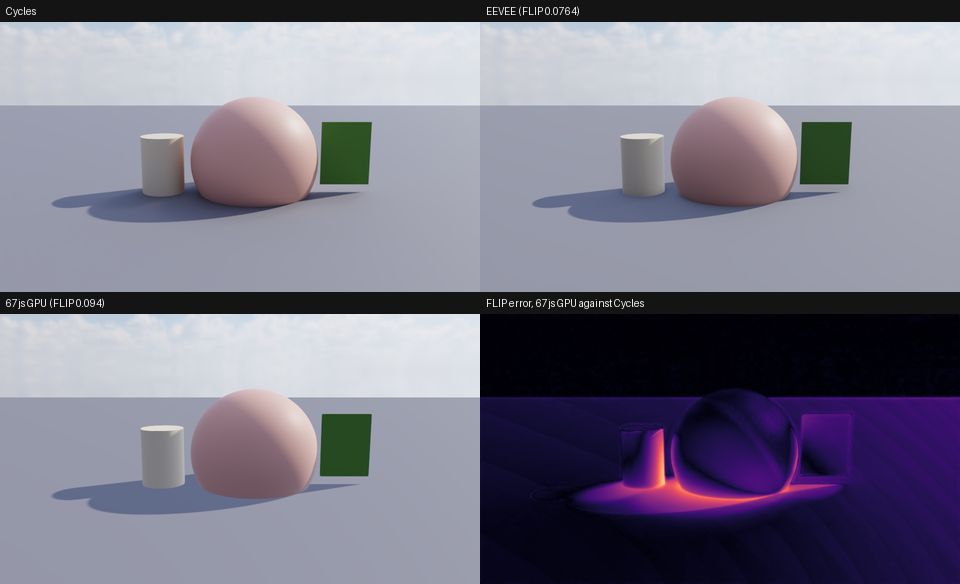 Cycles
EEVEE (FLIP 0.0764)
67js GPU (FLIP 0.094)
FLIP error, 67js GPU against Cycles